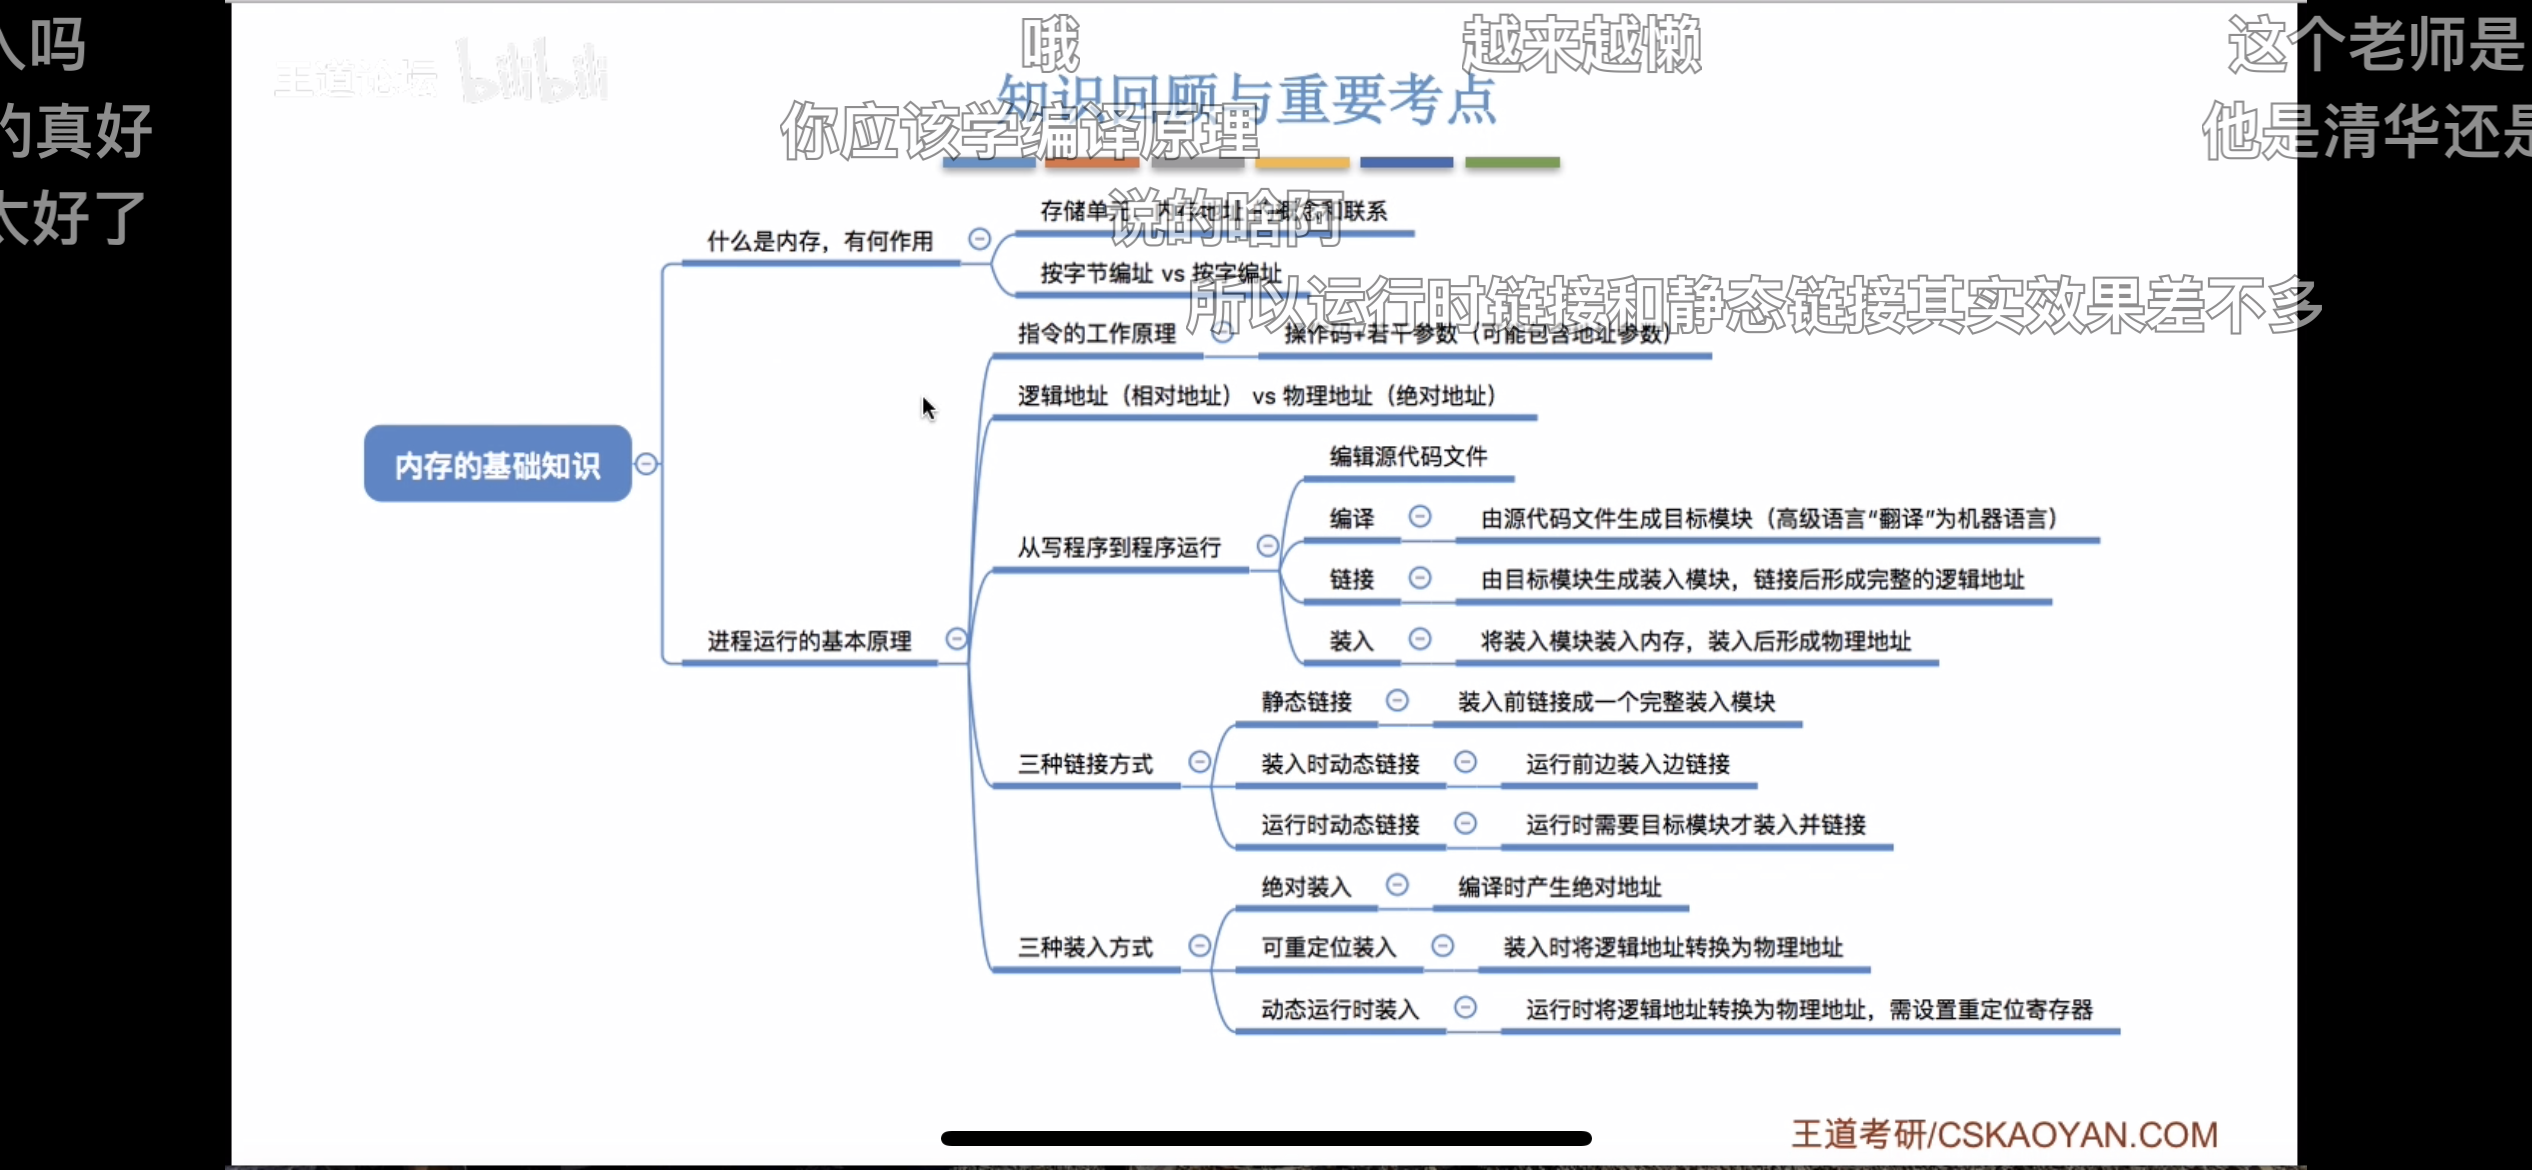 入吗
哦
越来越懒
这个老师是
王道论坛 bilibili
知识回顾与重要考点
的真好
你应该学编译原理
他是清华还是
太好了
说的啥阿
存储单元、内存地址的概念和联系
什么是内存，有何作用
按字节编址 vs 按字编址
所以运行时链接和静态链接其实效果差不多
指令的工作原理
操作码+若干参数（可能包含地址参数）
逻辑地址（相对地址） vs 物理地址（绝对地址）
内存的基础知识
编辑源代码文件
编译
由源代码文件生成目标模块（高级语言“翻译”为机器语言）
从写程序到程序运行
链接
由目标模块生成装入模块，链接后形成完整的逻辑地址
装入
将装入模块装入内存，装入后形成物理地址
进程运行的基本原理
静态链接
装入前链接成一个完整装入模块
三种链接方式
装入时动态链接
运行前边装入边链接
运行时动态链接
运行时需要目标模块才装入并链接
绝对装入
编译时产生绝对地址
三种装入方式
可重定位装入
装入时将逻辑地址转换为物理地址
动态运行时装入
运行时将逻辑地址转换为物理地址，需设置重定位寄存器
王道考研/CSKAOYAN.COM